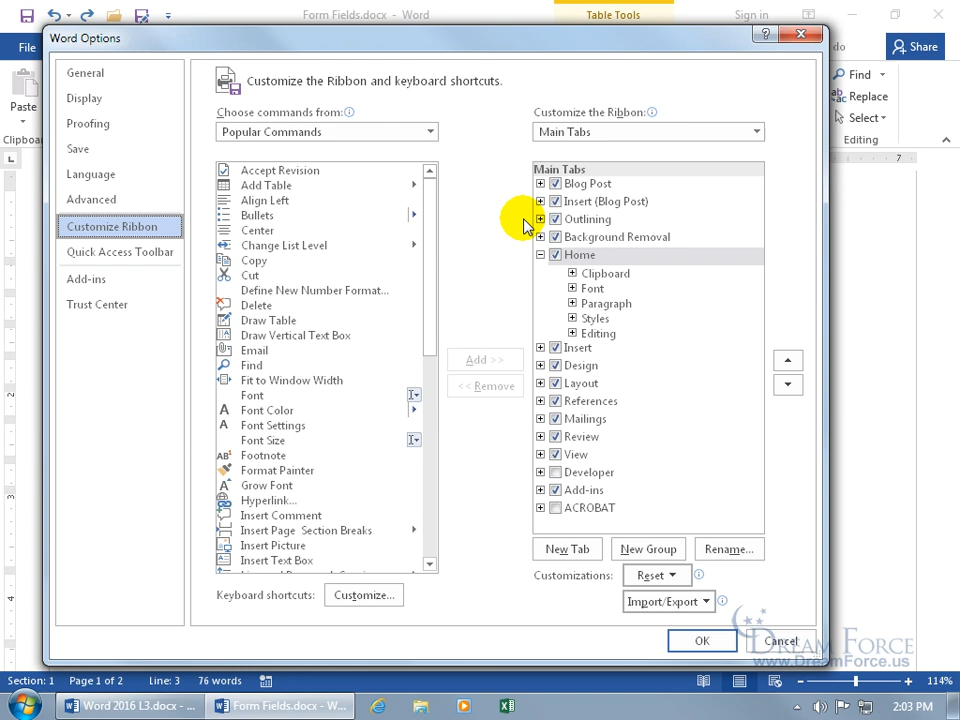 Form Fields.docx - Word
Table Tools
Sign in
Word Options
File
do
Share
Paste
Clipboar
Find
Replace
Select
Editing
General
Display
Proofing
Save
Language
Advanced
Customize Ribbon
Quick Access Toolbar
Add-ins
Trust Center
Customize the Ribbon and keyboard shortcuts.
Choose commands from:
Popular Commands
Accept Revision
Add Table
Align Left
Bullets
Center
Change List Level
Copy
Cut
Define New Number Format...
Delete
Draw Table
Draw Vertical Text Box
Email
Find
Fit to Window Width
Font
Font Color
Font Settings
Font Size
Footnote
Format Painter
Grow Font
Hyperlink...
Insert Comment
Insert Page Section Breaks
Insert Picture
Insert Text Box
Keyboard shortcuts: Customize...
Add >>
<< Remove
Customize the Ribbon:
Main Tabs
Main Tabs
Blog Post
Insert (Blog Post)
Outlining
Background Removal
Home
Clipboard
Font
Paragraph
Styles
Editing
Insert
Design
Layout
References
Mailings
Review
View
Developer
Add-ins
ACROBAT
New Tab New Group Rename...
Customizations: Reset
Import/Export
OK Cancel
DREAM FORCE
www.DreamForce.us
7
2
3
4
Section: 1 Page 1 of 2 Line: 3 76 words
114%
Word 2016 L3.docx - ...
Form Fields.docx - W...
2:03 PM